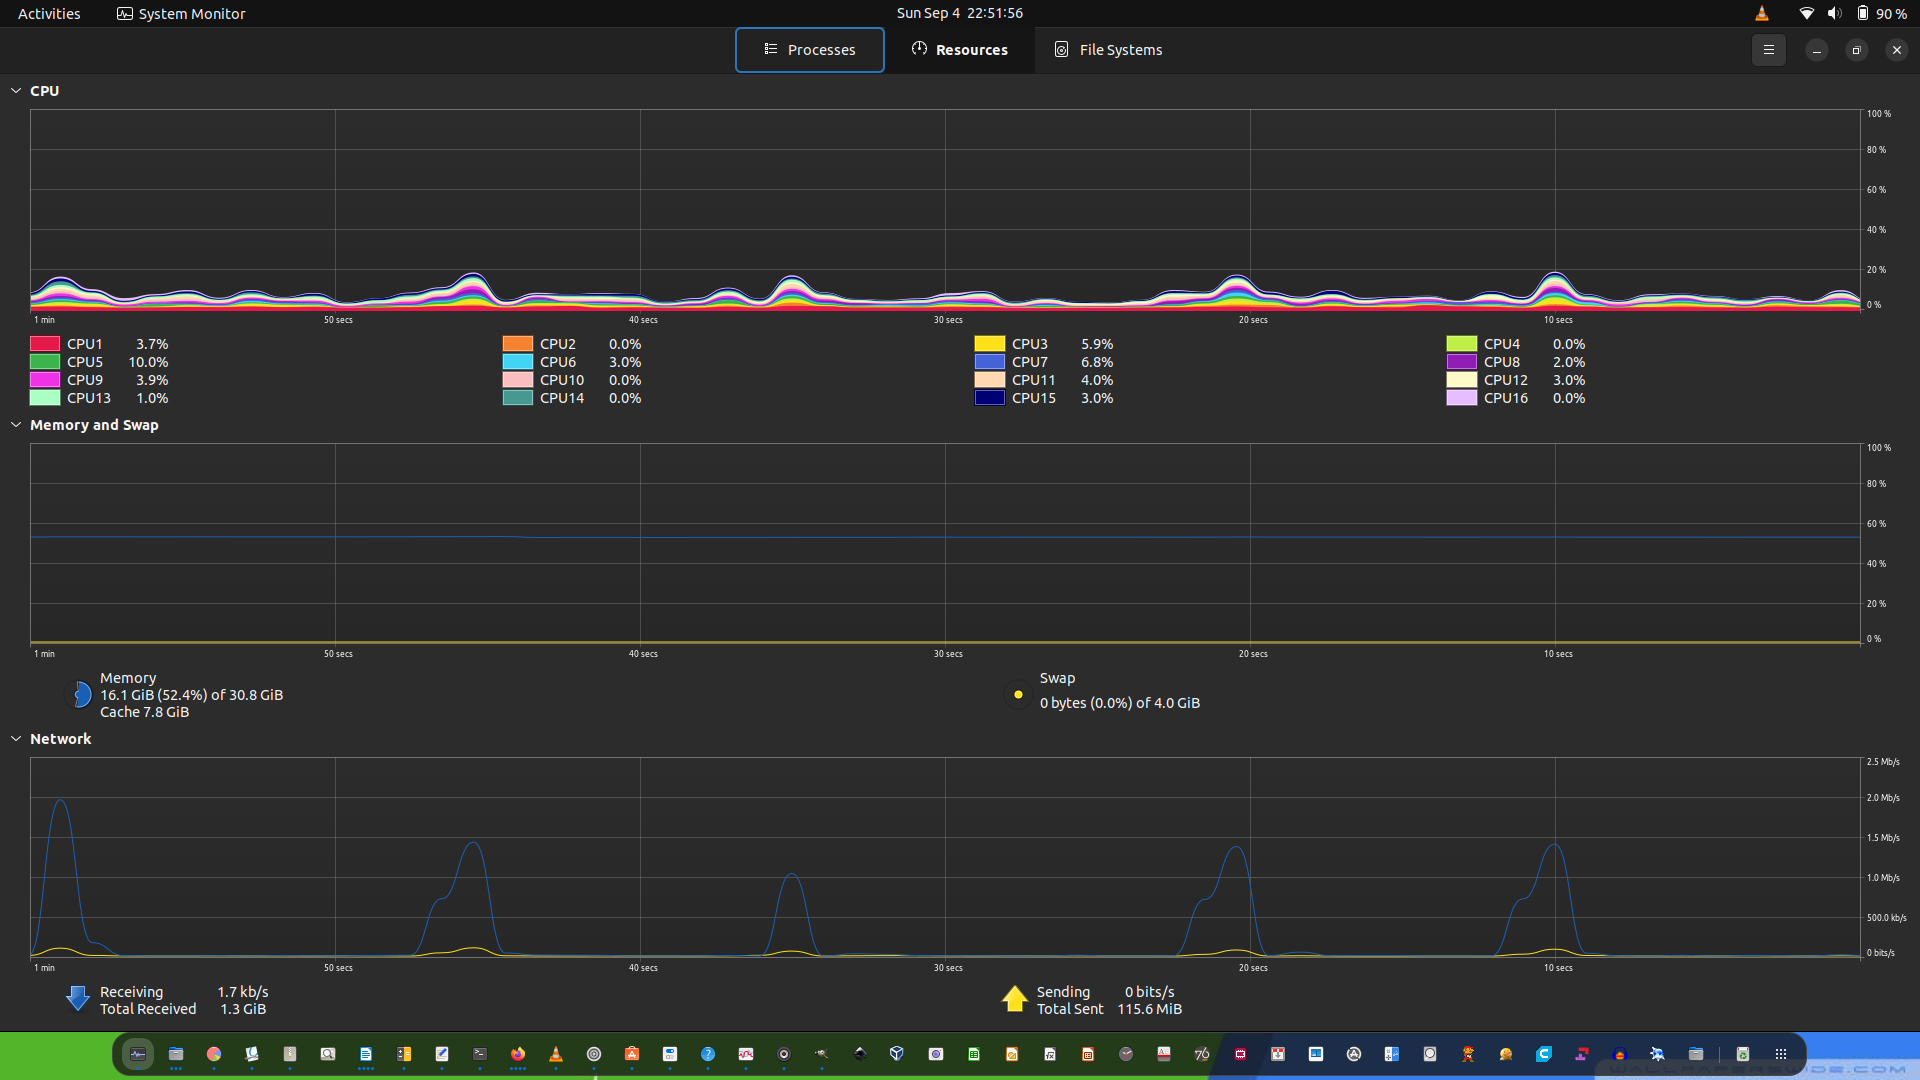 Activities System Monitor Sun Sep 4 22:51:56 90 %
Processes Resources File Systems
CPU
100 %
80 %
60 %
40 %
20 %
0 %
1 min 50 secs 40 secs 30 secs 20 secs 10 secs
CPU1 3.7% CPU2 0.0% CPU3 5.9% CPU4 0.0%
CPU5 10.0% CPU6 3.0% CPU7 6.8% CPU8 2.0%
CPU9 3.9% CPU10 0.0% CPU11 4.0% CPU12 3.0%
CPU13 1.0% CPU14 0.0% CPU15 3.0% CPU16 0.0%
Memory and Swap
100 %
80 %
60 %
40 %
20 %
0 %
1 min 50 secs 40 secs 30 secs 20 secs 10 secs
Memory Swap
16.1 GiB (52.4%) of 30.8 GiB 0 bytes (0.0%) of 4.0 GiB
Cache 7.8 GiB
Network
2.5 Mb/s
2.0 Mb/s
1.5 Mb/s
1.0 Mb/s
500.0 kb/s
0 bits/s
1 min 50 secs 40 secs 30 secs 20 secs 10 secs
Receiving 1.7 kb/s Sending 0 bits/s
Total Received 1.3 GiB Total Sent 115.6 MiB
76
WALLPAPERSWIDE.COM